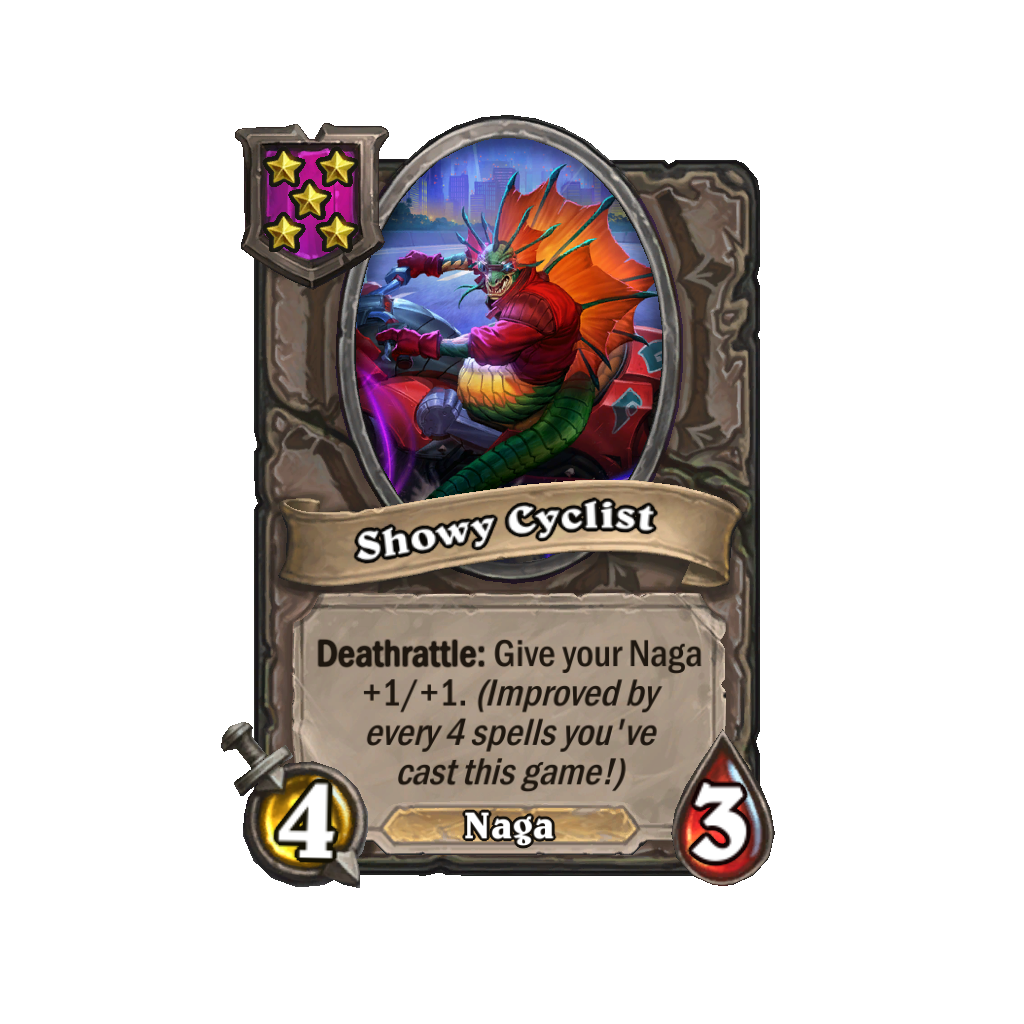 Showy Cyclist
Deathrattle: Give your Naga
+1/+1. (Improved by
every 4 spells you've
cast this game!)
4
Naga
3